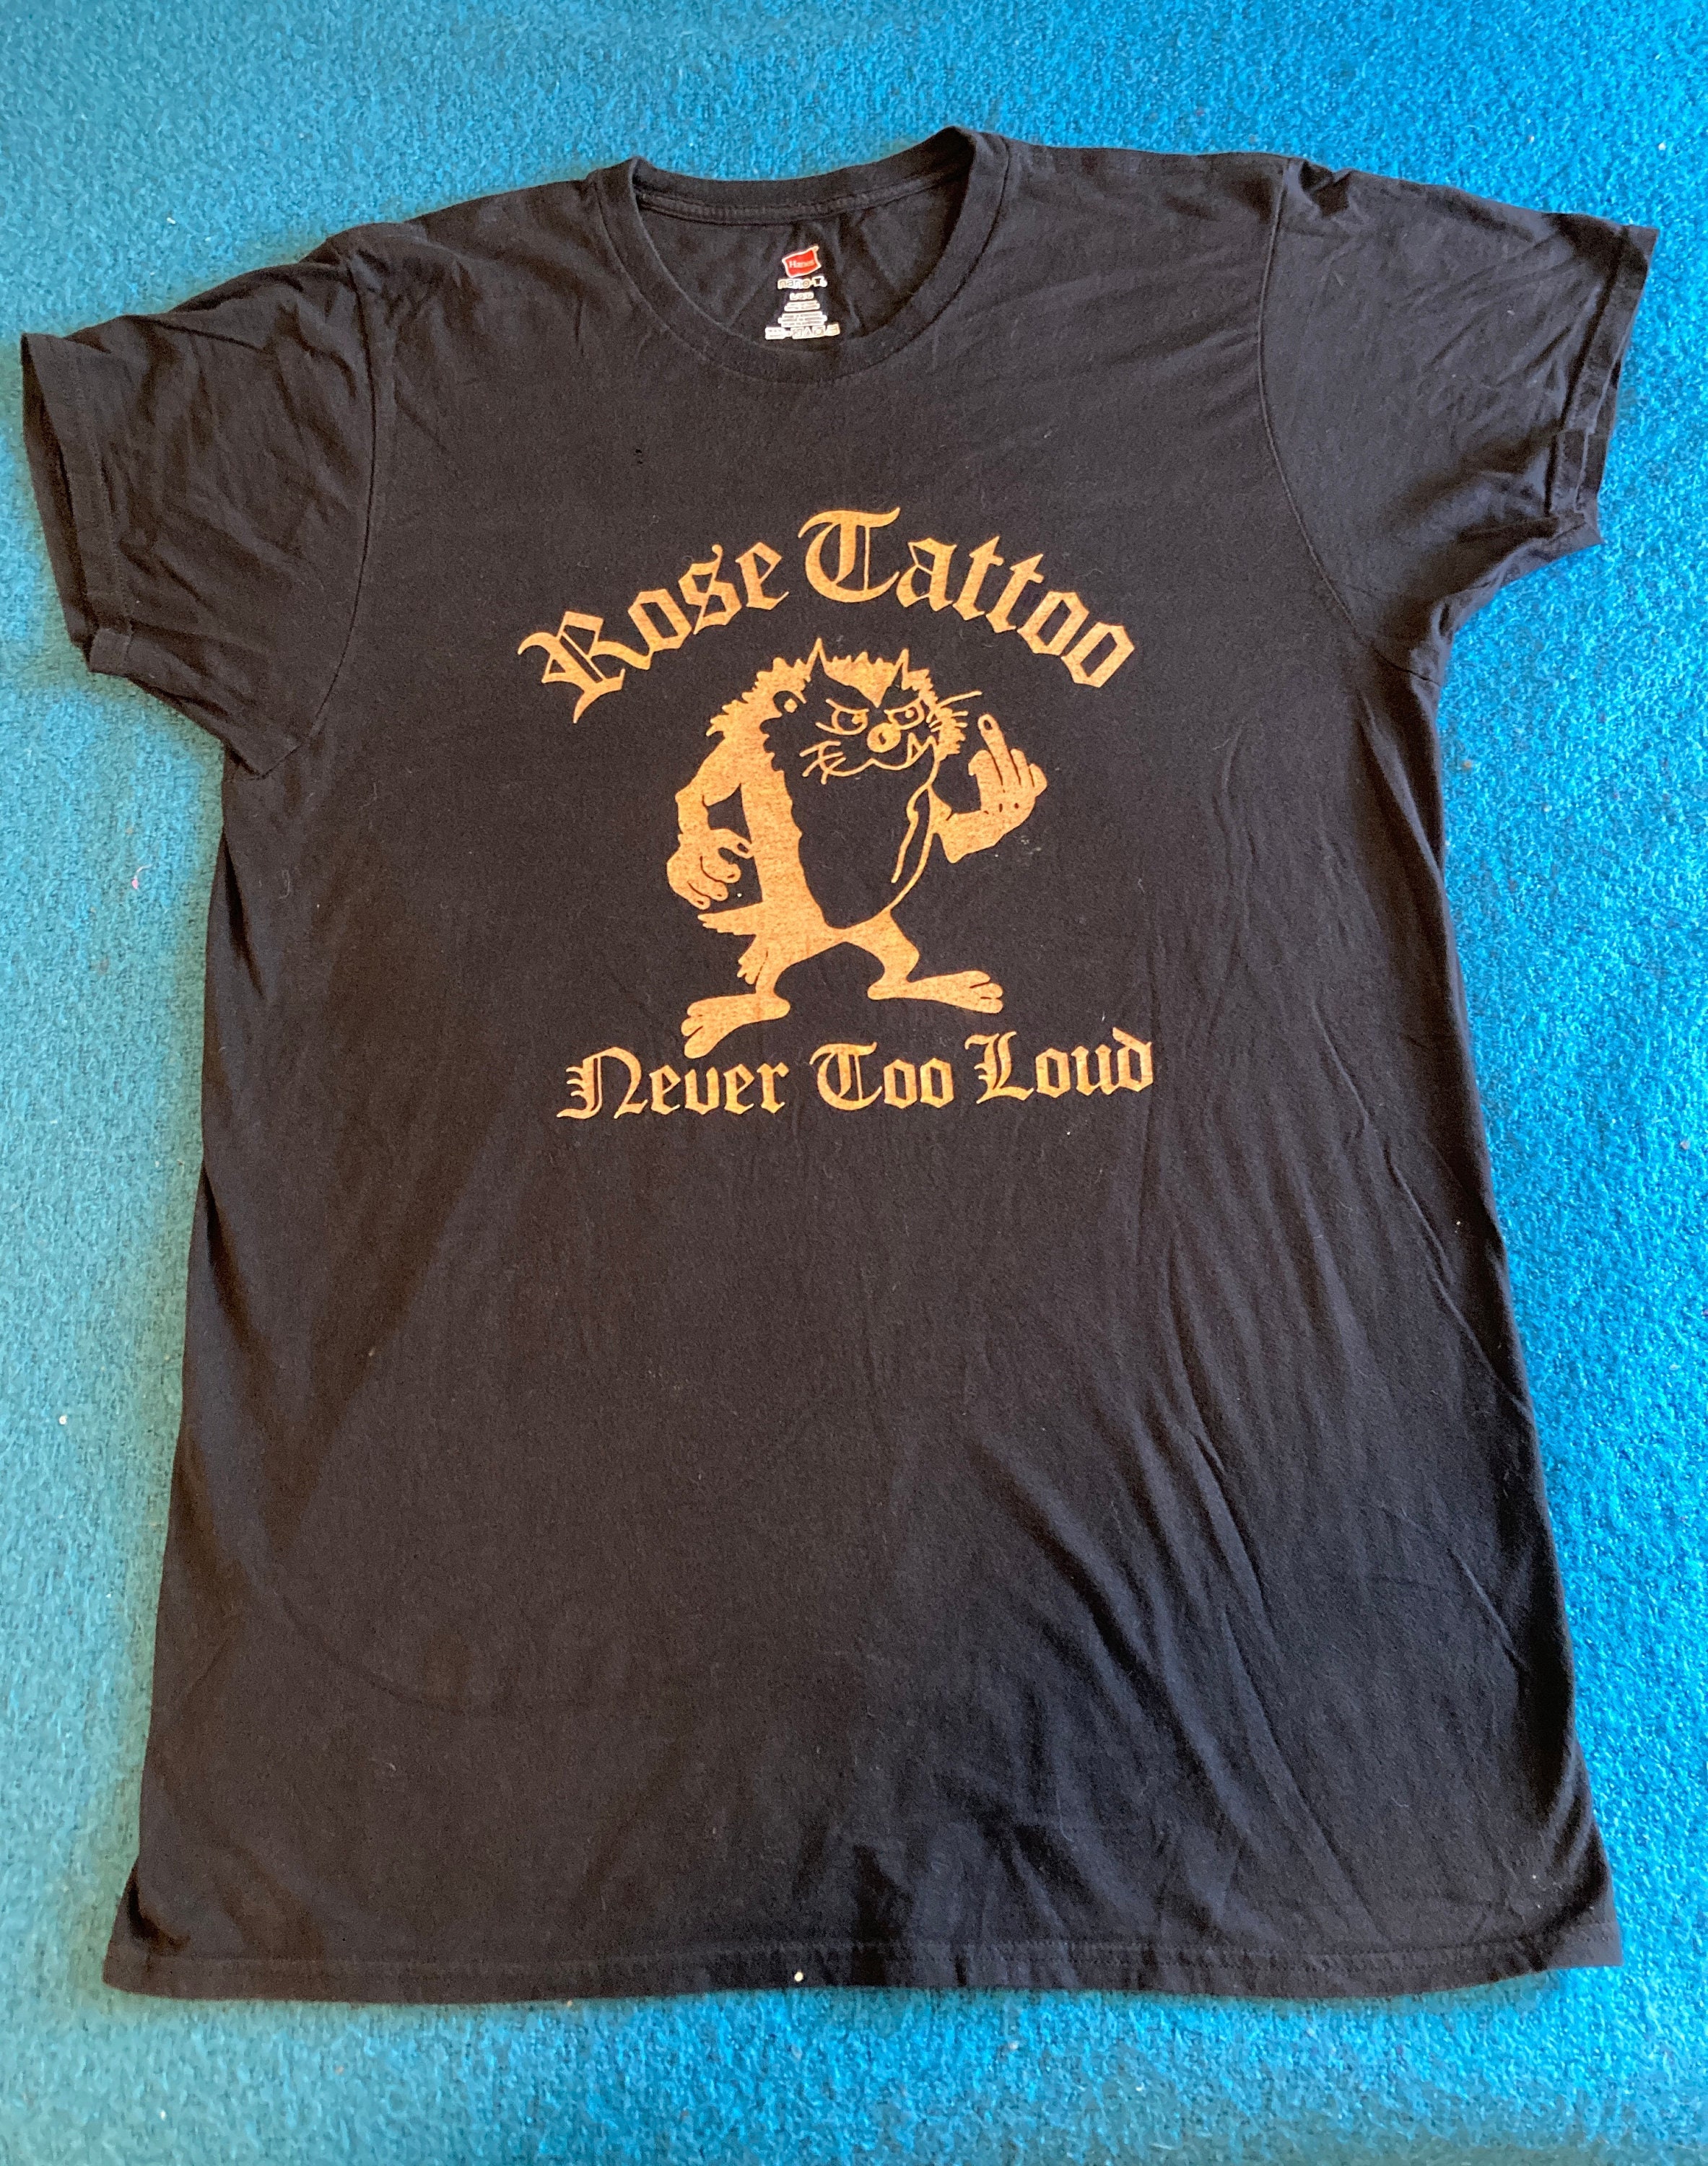 Hanes
Rose Tattoo
Never Too Loud